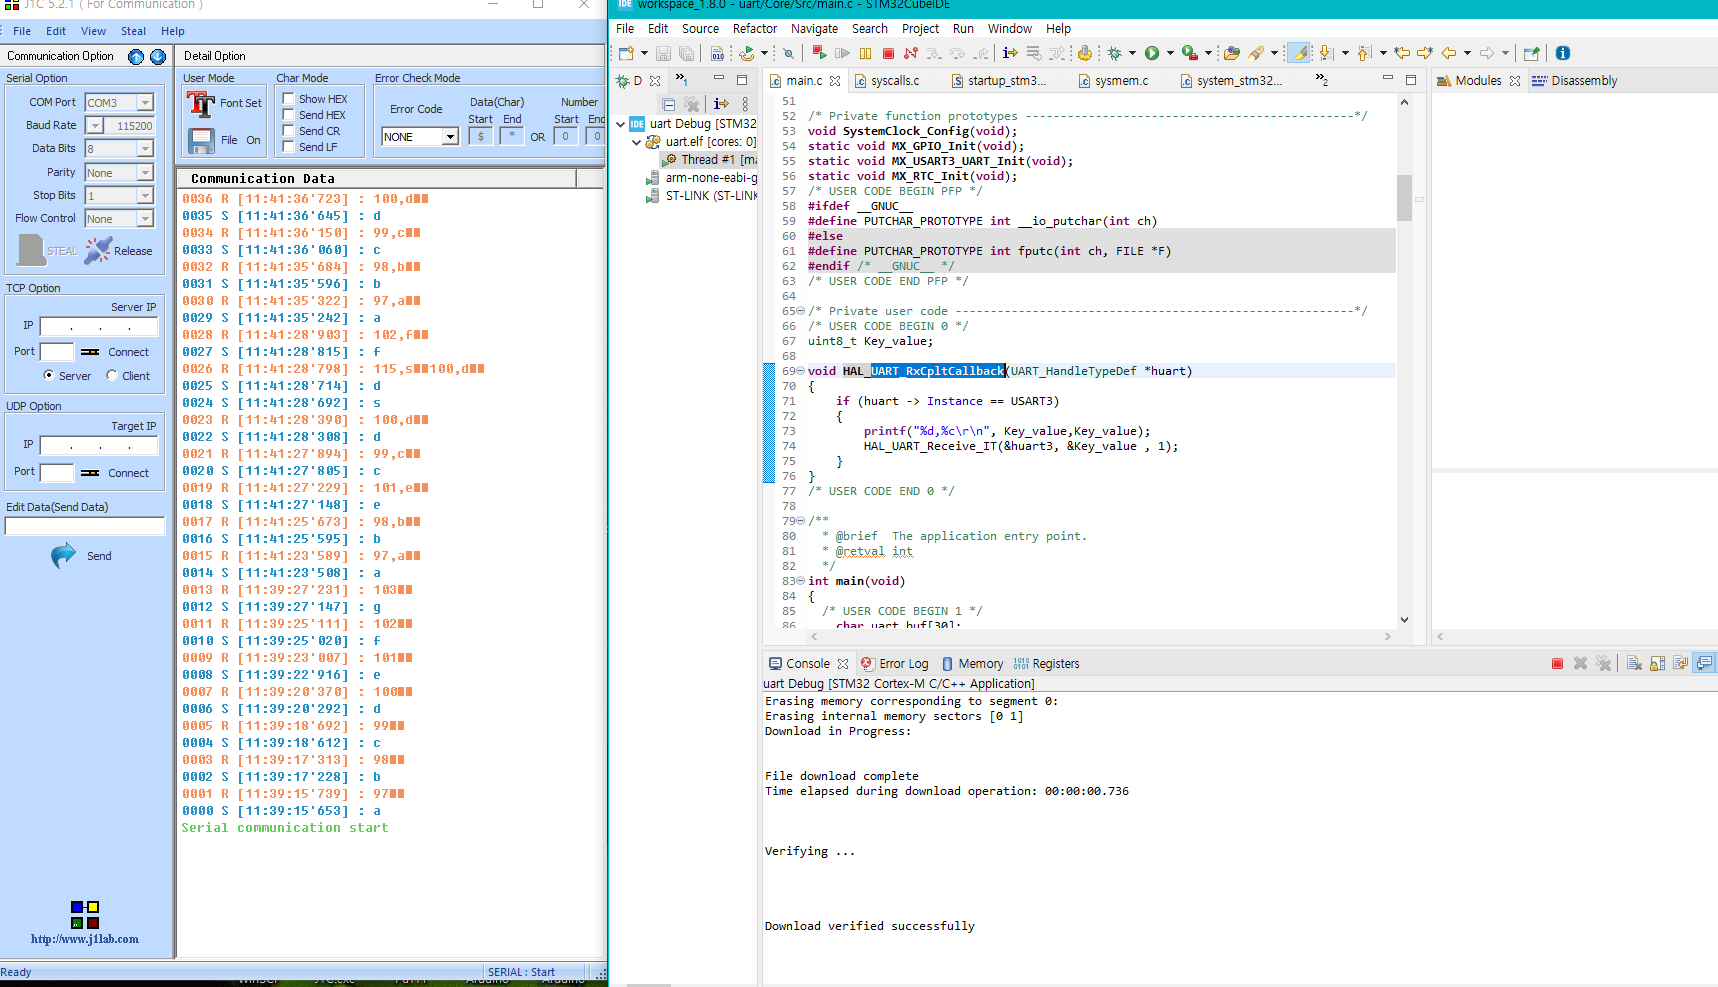 J1C 5.2.1 ( For Communication )
File Edit View Steal Help
Communication Option
Serial Option
COM Port COM3
Baud Rate 115200
Data Bits 8
Parity None
Stop Bits 1
Flow Control None
STEAL Release
TCP Option
Server IP
IP . . .
Port Connect
Server Client
UDP Option
Target IP
IP . . .
Port Connect
Edit Data(Send Data)
Send
http://www.j1lab.com
Detail Option
User Mode
Font Set
File On
Char Mode
Show HEX
Send HEX
Send CR
Send LF
Error Check Mode
Error Code
NONE
Data(Char)
Start End
$ *
OR
Number
Start End
0 0
Communication Data
0036 R [11:41:36'723] : 100,d■■
0035 S [11:41:36'645] : d
0034 R [11:41:36'150] : 99,c■■
0033 S [11:41:36'060] : c
0032 R [11:41:35'684] : 98,b■■
0031 S [11:41:35'596] : b
0030 R [11:41:35'322] : 97,a■■
0029 S [11:41:35'242] : a
0028 R [11:41:28'903] : 102,f■■
0027 S [11:41:28'815] : f
0026 R [11:41:28'798] : 115,s■■100,d■■
0025 S [11:41:28'714] : d
0024 S [11:41:28'692] : s
0023 R [11:41:28'390] : 100,d■■
0022 S [11:41:28'308] : d
0021 R [11:41:27'894] : 99,c■■
0020 S [11:41:27'805] : c
0019 R [11:41:27'229] : 101,e■■
0018 S [11:41:27'148] : e
0017 R [11:41:25'673] : 98,b■■
0016 S [11:41:25'595] : b
0015 R [11:41:23'589] : 97,a■■
0014 S [11:41:23'508] : a
0013 R [11:39:27'231] : 103■■
0012 S [11:39:27'147] : g
0011 R [11:39:25'111] : 102■■
0010 S [11:39:25'020] : f
0009 R [11:39:23'007] : 101■■
0008 S [11:39:22'916] : e
0007 R [11:39:20'370] : 100■■
0006 S [11:39:20'292] : d
0005 R [11:39:18'692] : 99■■
0004 S [11:39:18'612] : c
0003 R [11:39:17'313] : 98■■
0002 S [11:39:17'228] : b
0001 R [11:39:15'739] : 97■■
0000 S [11:39:15'653] : a
Serial communication start
Ready SERIAL : Start
IDE workspace_1.8.0 - uart/Core/Src/main.c - STM32CubeIDE
File Edit Source Refactor Navigate Search Project Run Window Help
D
»1
IDE uart Debug [STM32
uart.elf [cores: 0]
Thread #1 [ma
arm-none-eabi-g
ST-LINK (ST-LINK
main.c syscalls.c startup_stm3... sysmem.c system_stm32... »2
51
52 /* Private function prototypes -----------------------------------------------*/
53 void SystemClock_Config(void);
54 static void MX_GPIO_Init(void);
55 static void MX_USART3_UART_Init(void);
56 static void MX_RTC_Init(void);
57 /* USER CODE BEGIN PFP */
58 #ifdef __GNUC__
59 #define PUTCHAR_PROTOTYPE int __io_putchar(int ch)
60 #else
61 #define PUTCHAR_PROTOTYPE int fputc(int ch, FILE *F)
62 #endif /* __GNUC__ */
63 /* USER CODE END PFP */
64
65 /* Private user code ---------------------------------------------------------*/
66 /* USER CODE BEGIN 0 */
67 uint8_t Key_value;
68
69 void HAL_UART_RxCpltCallback(UART_HandleTypeDef *huart)
70 {
71 if (huart -> Instance == USART3)
72 {
73 printf("%d,%c\r\n", Key_value,Key_value);
74 HAL_UART_Receive_IT(&huart3, &Key_value , 1);
75 }
76 }
77 /* USER CODE END 0 */
78
79 /**
80 * @brief The application entry point.
81 * @retval int
82 */
83 int main(void)
84 {
85 /* USER CODE BEGIN 1 */
86 char uart_buf[30];
Modules Disassembly
Console Error Log Memory Registers
uart Debug [STM32 Cortex-M C/C++ Application]
Erasing memory corresponding to segment 0:
Erasing internal memory sectors [0 1]
Download in Progress:
File download complete
Time elapsed during download operation: 00:00:00.736
Verifying ...
Download verified successfully